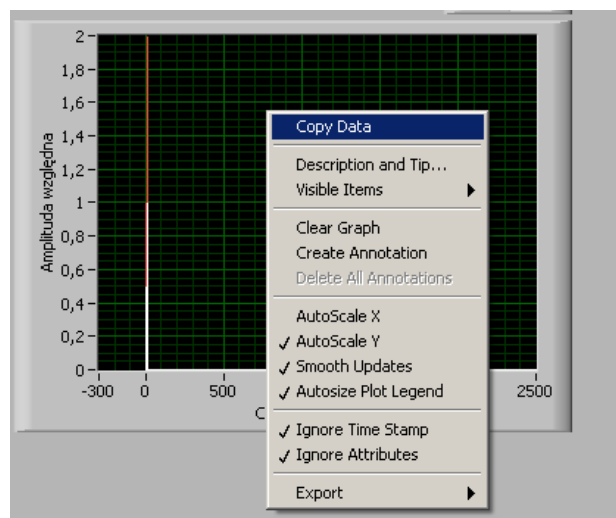 2
1,8
1,6
1,4
1,2
1
0,8
0,6
0,4
0,2
0
Amplituda względna
-300 0 500 2500
C
Copy Data
Description and Tip...
Visible Items
Clear Graph
Create Annotation
Delete All Annotations
AutoScale X
AutoScale Y
Smooth Updates
Autosize Plot Legend
Ignore Time Stamp
Ignore Attributes
Export